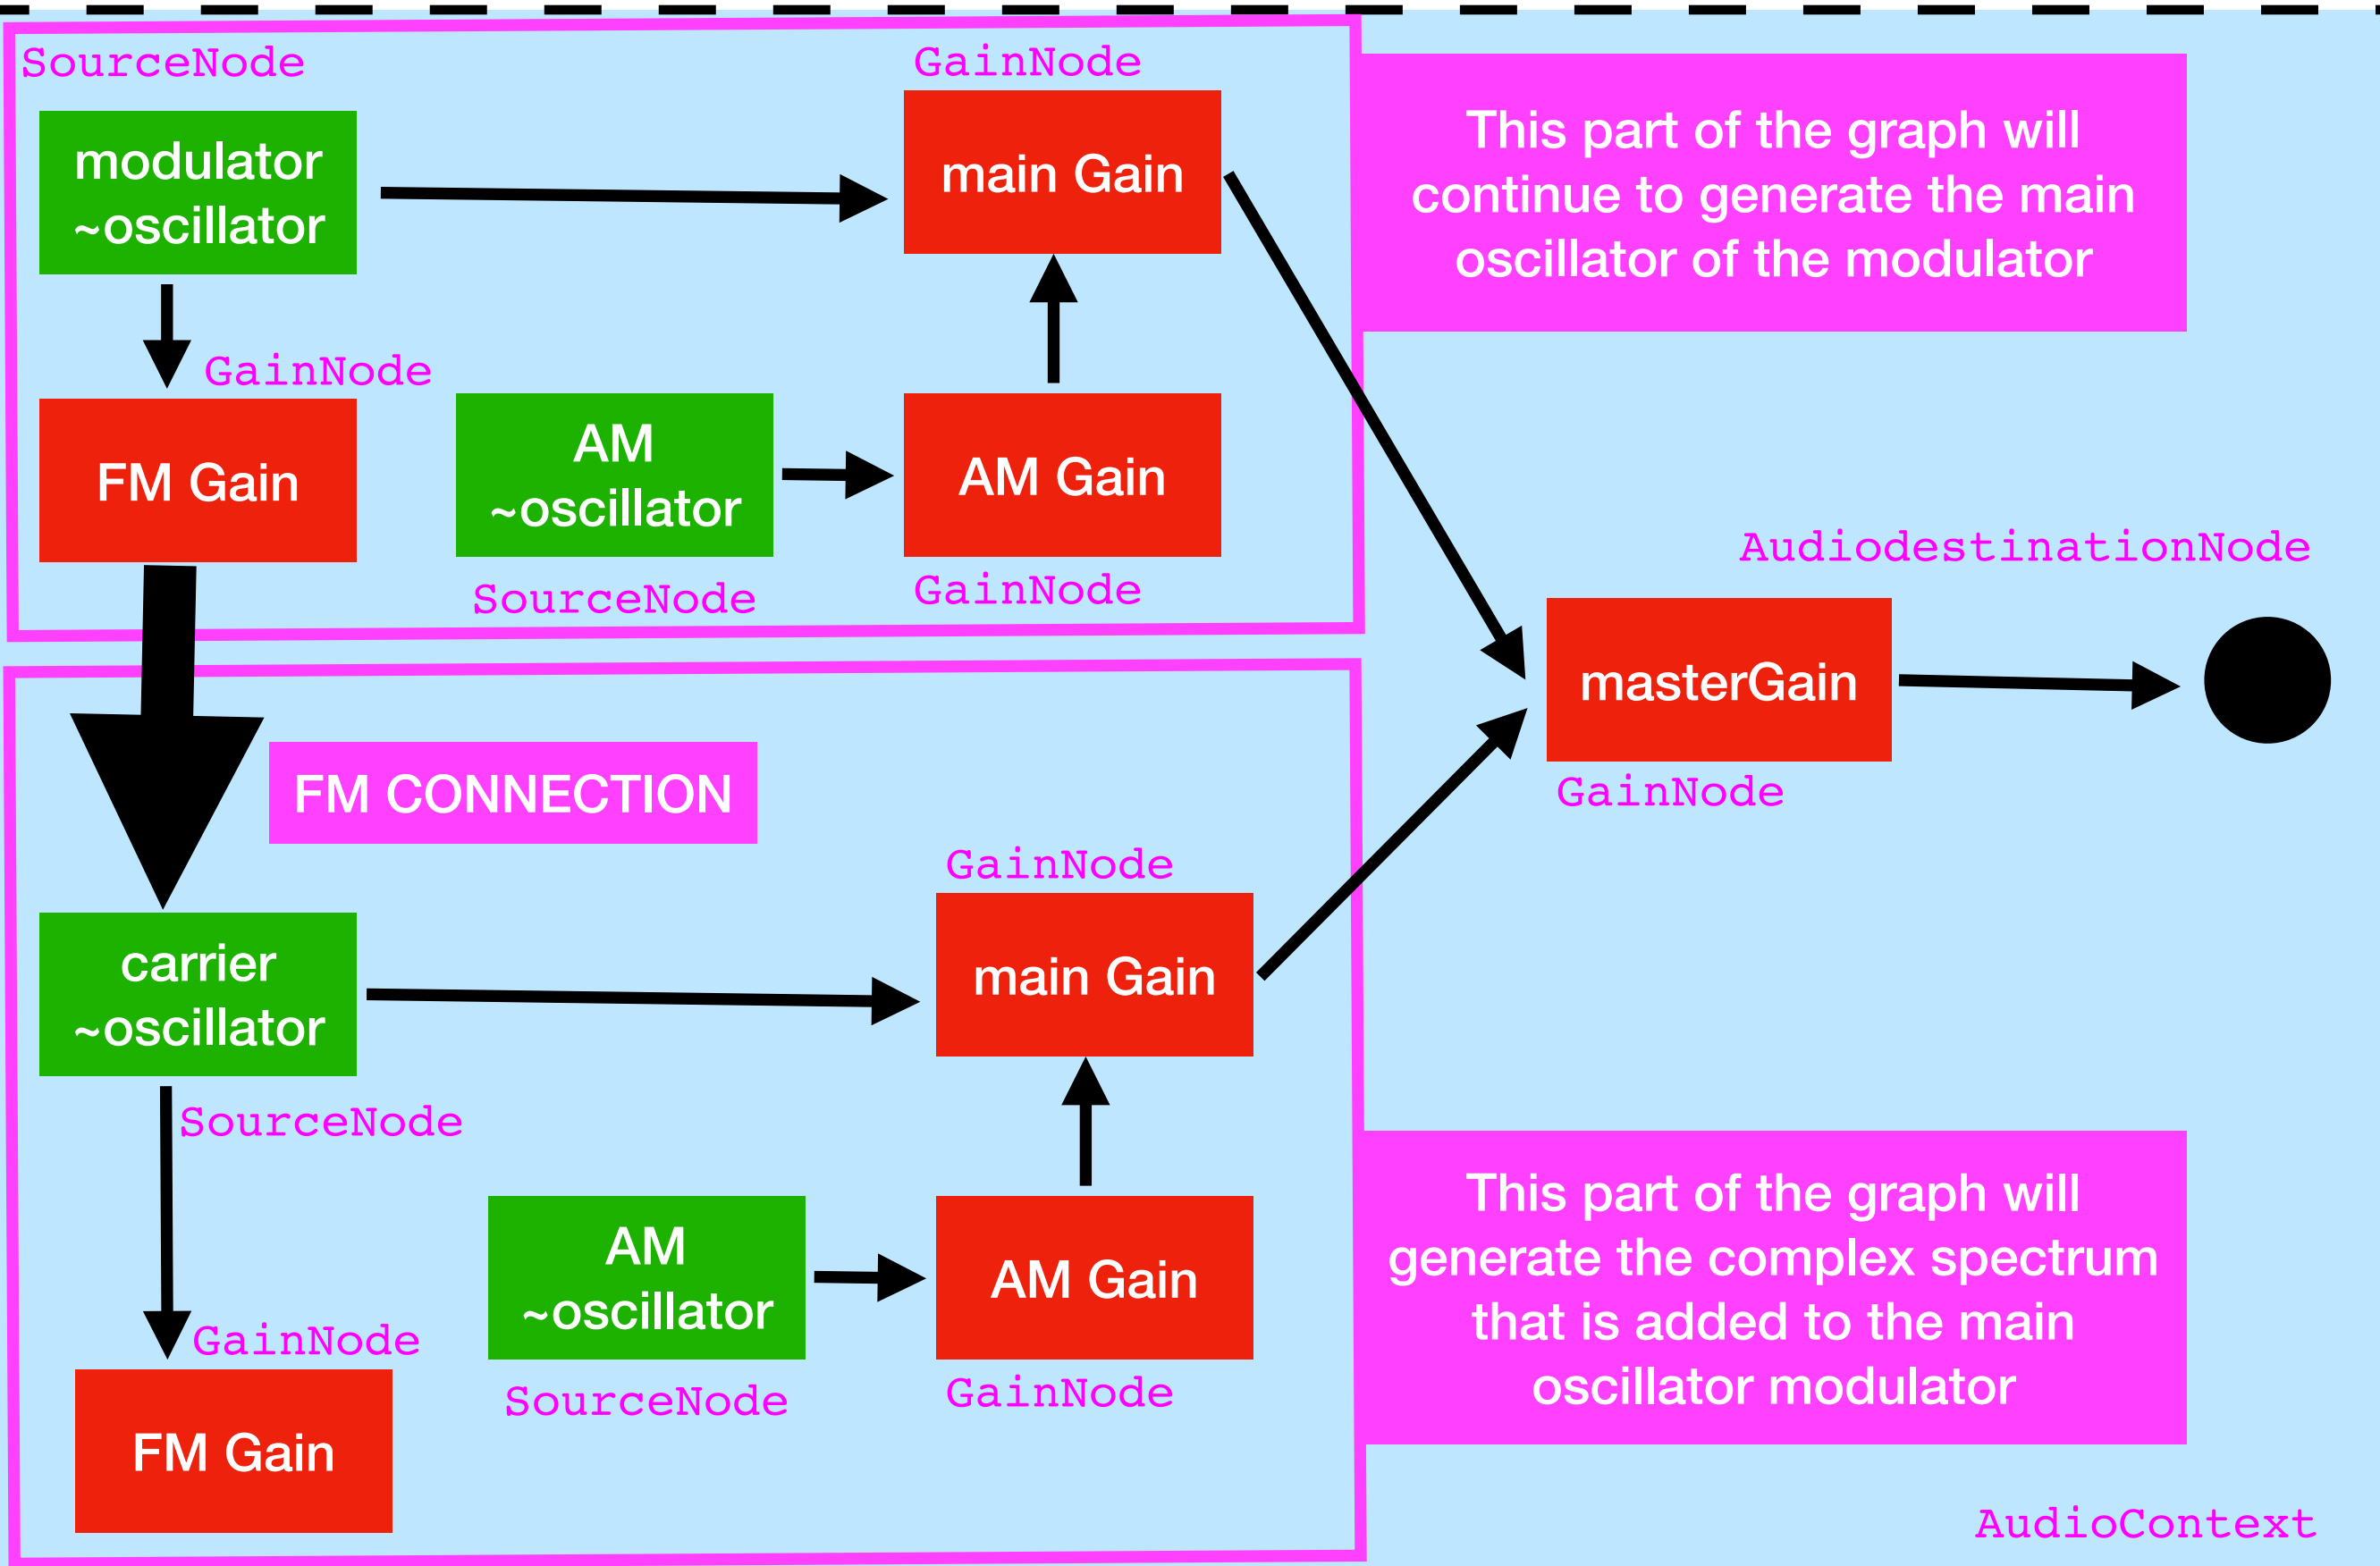 SourceNode
GainNode
modulator
~oscillator
main Gain
This part of the graph will
continue to generate the main
oscillator of the modulator
GainNode
FM Gain
AM
~oscillator
AM Gain
SourceNode
GainNode
AudiodestinationNode
masterGain
GainNode
FM CONNECTION
GainNode
carrier
~oscillator
main Gain
SourceNode
AM
~oscillator
AM Gain
This part of the graph will
generate the complex spectrum
that is added to the main
oscillator modulator
GainNode
SourceNode
GainNode
FM Gain
AudioContext